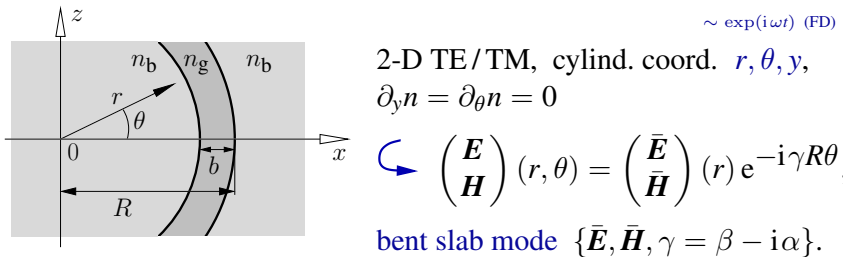 ∼ exp(i ωt) (FD)
z
n_b n_g n_b
r
θ
0
x
b
R
2-D TE / TM, cylind. coord. r, θ, y,
∂_y n = ∂_θ n = 0
(E H) (r, θ) = (Ē H̄) (r) e^{−iγRθ},
bent slab mode {Ē, H̄, γ = β − iα}.